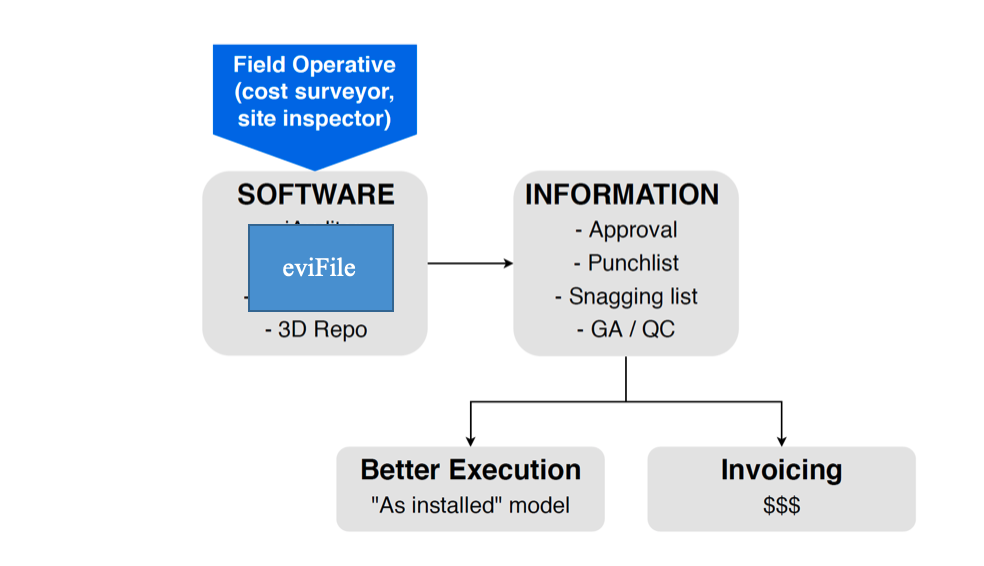 Field Operative
(cost surveyor,
site inspector)
SOFTWARE
eviFile
- 3D Repo
INFORMATION
- Approval
- Punchlist
- Snagging list
- GA / QC
Better Execution
"As installed" model
Invoicing
$$$